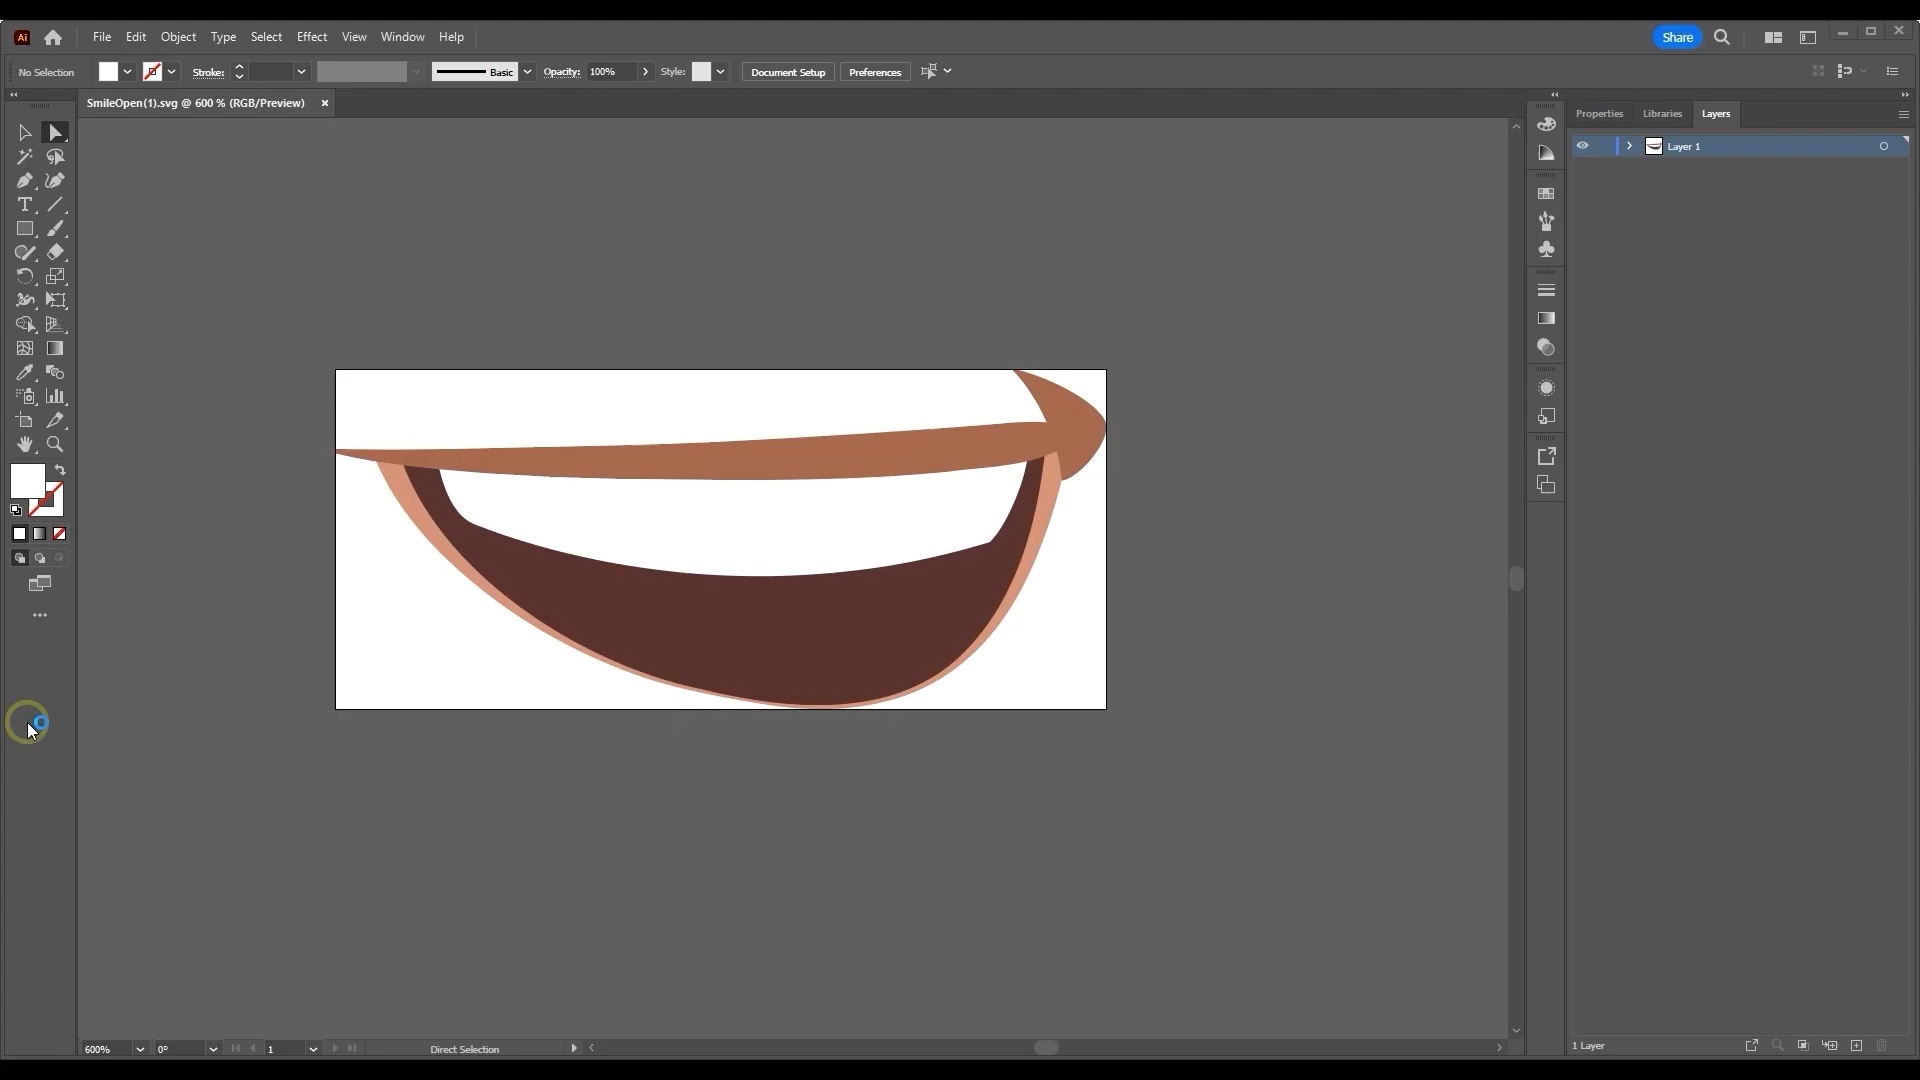 Ai File Edit Object Type Select Effect View Window Help Share
No Selection Stroke: Basic Opacity: 100% Style: Document Setup Preferences
SmileOpen(1).svg @ 600 % (RGB/Preview) ×
Properties Libraries Layers
Layer 1
600% 0° 1 Direct Selection
1 Layer